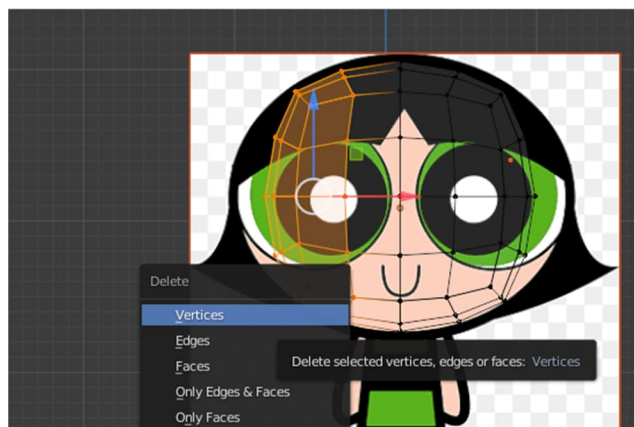 Delete
Vertices
Edges
Delete selected vertices, edges or faces: Vertices
Faces
Only Edges & Faces
Only Faces